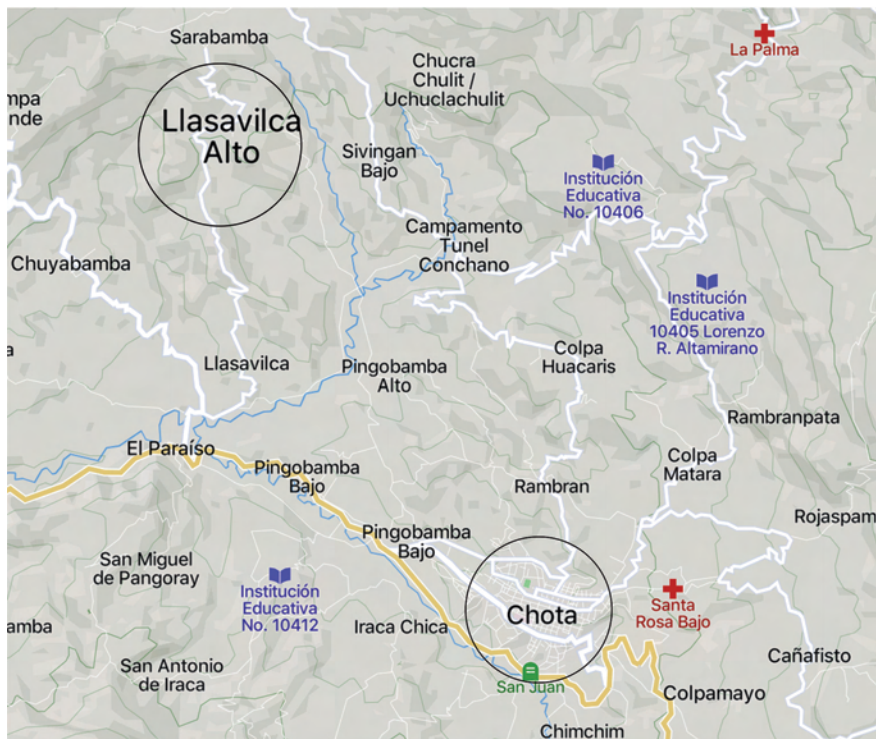 Sarabamba
La Palma
Chucra
Chulit /
Uchuclachulit
mpa
nde
Llasavilca
Alto
Sivingan
Bajo
Institución
Educativa
No. 10406
Campamento
Tunel
Conchano
Chuyabamba
Institución
Educativa
10405 Lorenzo
R. Altamirano
a
Llasavilca
Pingobamba
Alto
Colpa
Huacaris
Rambranpata
El Paraíso
Pingobamba
Bajo
Colpa
Matara
Rambran
Rojaspam
Pingobamba
Bajo
San Miguel
de Pangoray
Institución
Educativa
No. 10412
Chota
Santa
Rosa Bajo
amba
Iraca Chica
San Antonio
de Iraca
San Juan
Cañafisto
Colpamayo
Chimchim